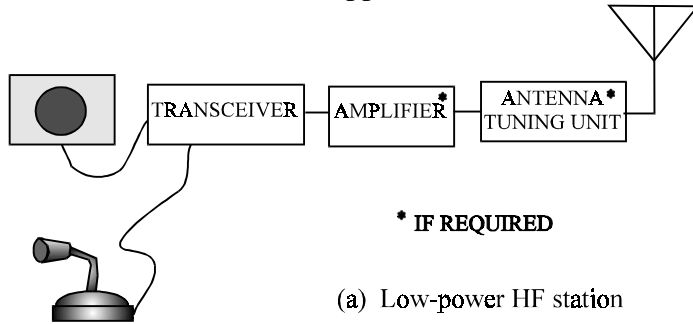 TRANSCEIVER
AMPLIFIER*
ANTENNA*
TUNING UNIT
* IF REQUIRED
(a) Low-power HF station